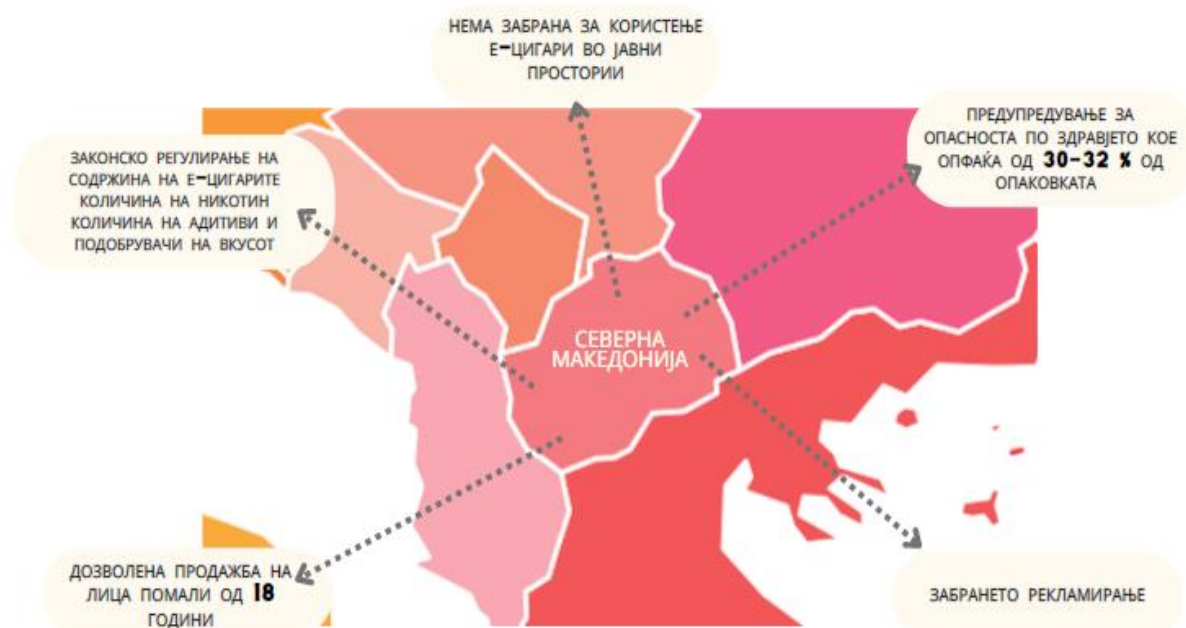 НЕМА ЗАБРАНА ЗА КОРИСТЕЊЕ
Е-ЦИГАРИ ВО ЈАВНИ
ПРОСТОРИИ
ПРЕДУПРЕДУВАЊЕ ЗА
ОПАСНОСТА ПО ЗДРАВЈЕТО КОЕ
ОПФАЌА ОД 30-32 % ОД
ОПАКОВКАТА
ЗАКОНСКО РЕГУЛИРАЊЕ НА
СОДРЖИНА НА Е-ЦИГАРИТЕ
КОЛИЧИНА НА НИКОТИН
КОЛИЧИНА НА АДИТИВИ И
ПОДОБРУВАЧИ НА ВКУСОТ
СЕВЕРНА
МАКЕДОНИЈА
ДОЗВОЛЕНА ПРОДАЖБА НА
ЛИЦА ПОМАЛИ ОД 18
ГОДИНИ
ЗАБРАНЕТО РЕКЛАМИРАЊЕ